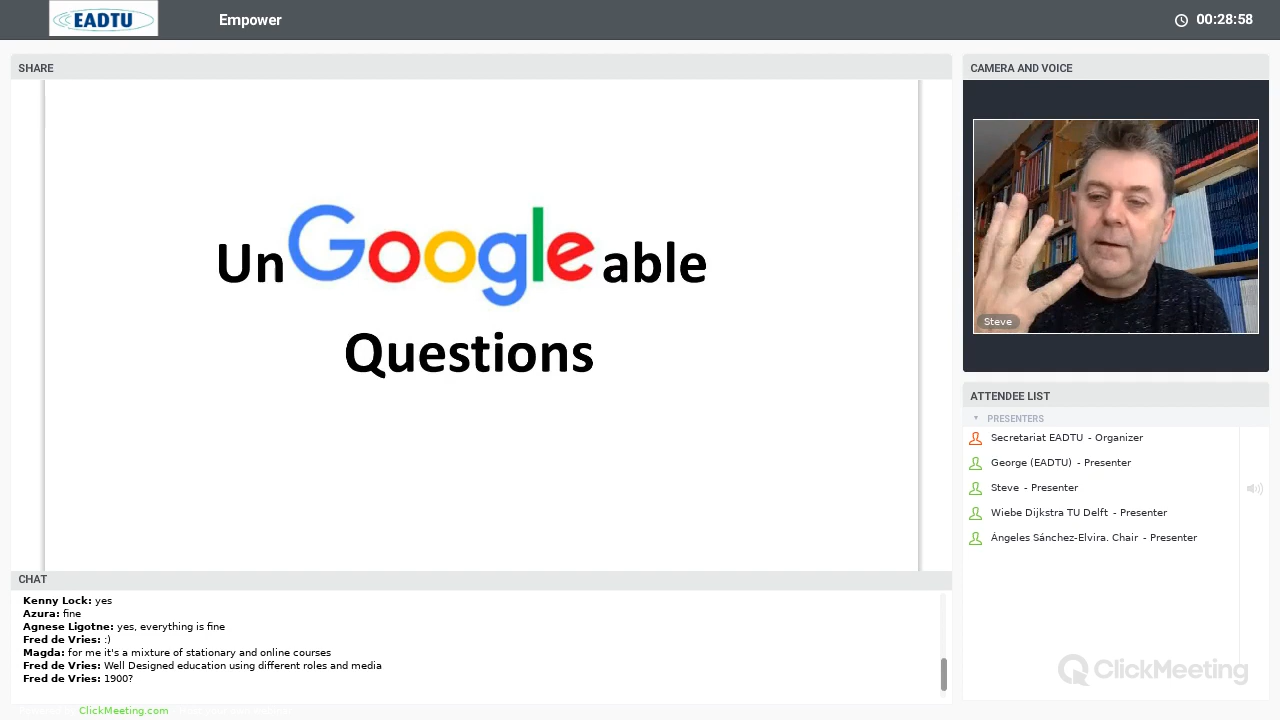 EADTU
Empower
00:28:58
SHARE
UnGoogleable
Questions
CAMERA AND VOICE
Steve
ATTENDEE LIST
PRESENTERS
Secretariat EADTU - Organizer
George (EADTU) - Presenter
Steve - Presenter
Wiebe Dijkstra TU Delft - Presenter
Ángeles Sánchez-Elvira. Chair - Presenter
CHAT
Kenny Lock: yes
Azura: fine
Agnese Ligotne: yes, everything is fine
Fred de Vries: :)
Magda: for me it's a mixture of stationary and online courses
Fred de Vries: Well Designed education using different roles and media
Fred de Vries: 1900?
ClickMeeting
ClickMeeting.com